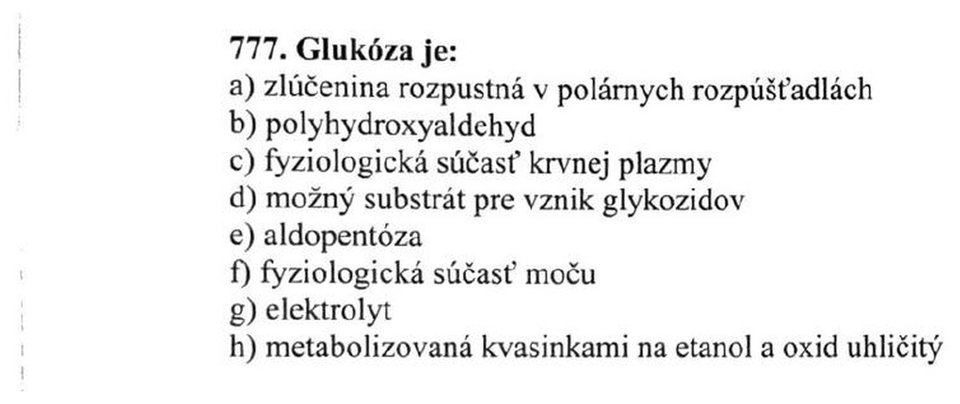 777. Glukóza je:
a) zlúčenina rozpustná v polárnych rozpúšťadlách
b) polyhydroxyaldehyd
c) fyziologická súčasť krvnej plazmy
d) možný substrát pre vznik glykozidov
e) aldopentóza
f) fyziologická súčasť moču
g) elektrolyt
h) metabolizovaná kvasinkami na etanol a oxid uhličitý